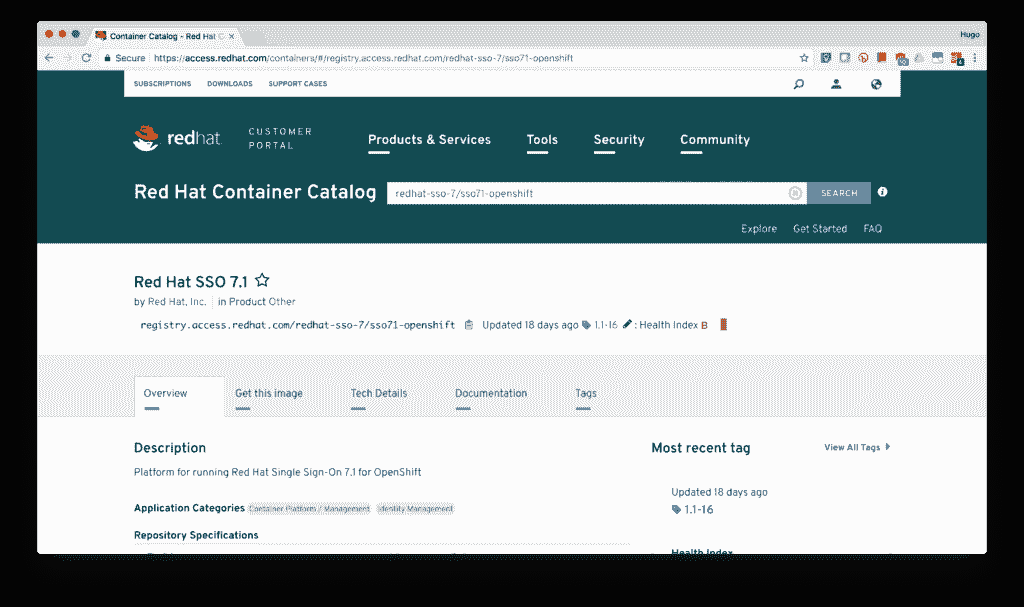 Container Catalog - Red Hat C ×
Hugo
Secure https://access.redhat.com/containers/#/registry.access.redhat.com/redhat-sso-7/sso71-openshift
SUBSCRIPTIONS DOWNLOADS SUPPORT CASES
redhat. CUSTOMER PORTAL
Products & Services Tools Security Community
Red Hat Container Catalog redhat-sso-7/sso71-openshift SEARCH
Explore Get Started FAQ
Red Hat SSO 7.1
by Red Hat, Inc. in Product Other
registry.access.redhat.com/redhat-sso-7/sso71-openshift Updated 18 days ago 1.1-16 : Health Index B
Overview Get this image Tech Details Documentation Tags
Description
Most recent tag View All Tags
Platform for running Red Hat Single Sign-On 7.1 for OpenShift
Updated 18 days ago
1.1-16
Application Categories Container Platform / Management Identity Management
Repository Specifications
Health Index